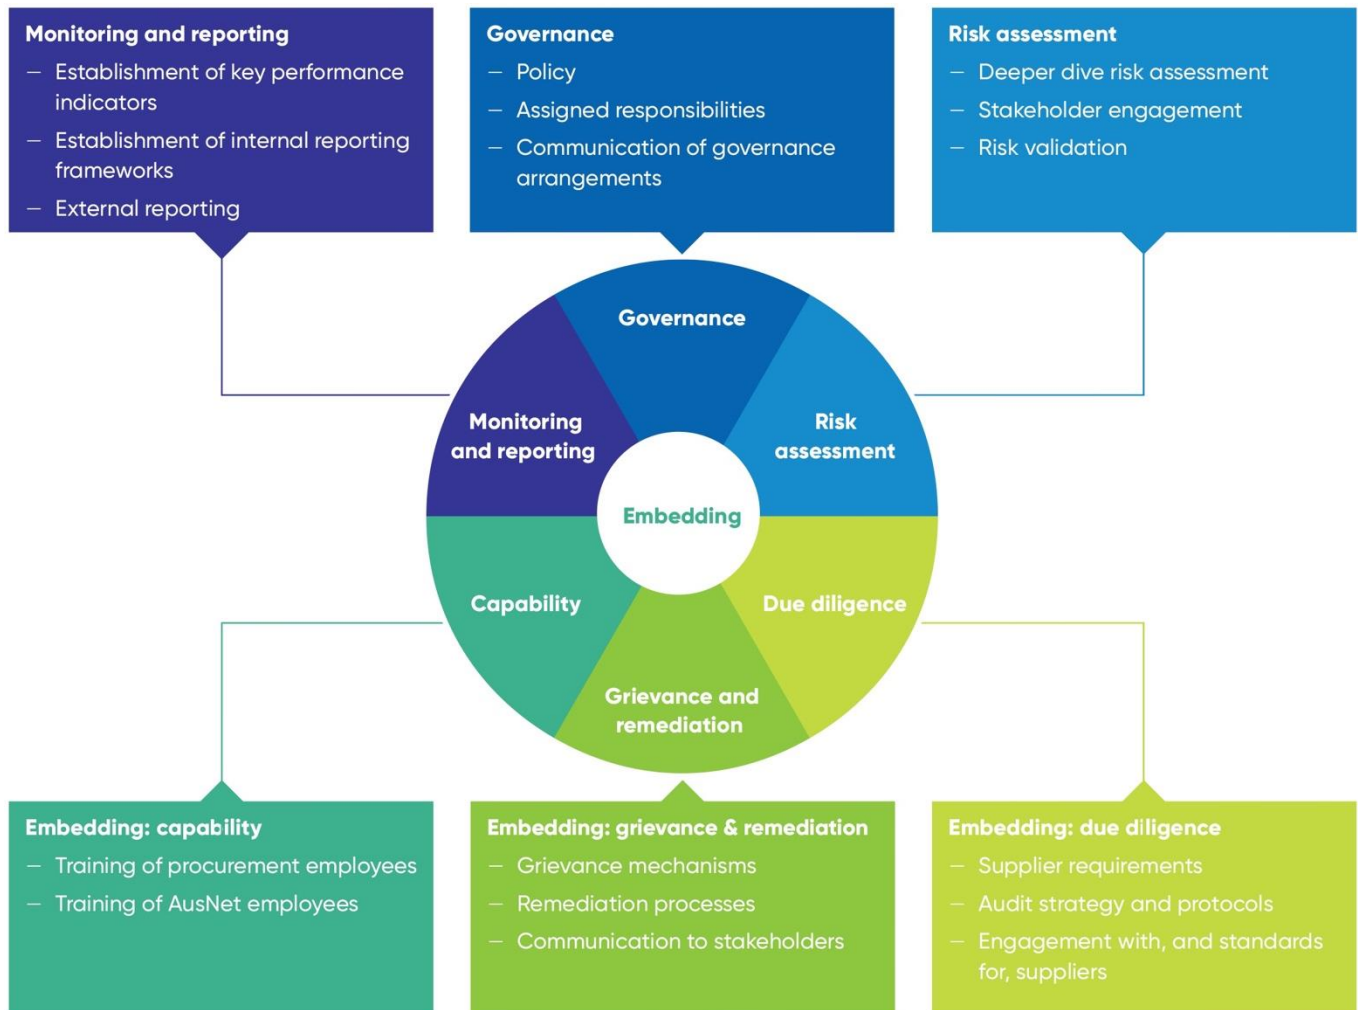 Monitoring and reporting
— Establishment of key performance
indicators
— Establishment of internal reporting
frameworks
— External reporting
Governance
— Policy
— Assigned responsibilities
— Communication of governance
arrangements
Risk assessment
— Deeper dive risk assessment
— Stakeholder engagement
— Risk validation
Governance
Monitoring
and reporting
Risk
assessment
Embedding
Capability
Due diligence
Grievance and
remediation
Embedding: capability
— Training of procurement employees
— Training of AusNet employees
Embedding: grievance & remediation
— Grievance mechanisms
— Remediation processes
— Communication to stakeholders
Embedding: due diligence
— Supplier requirements
— Audit strategy and protocols
— Engagement with, and standards
for, suppliers